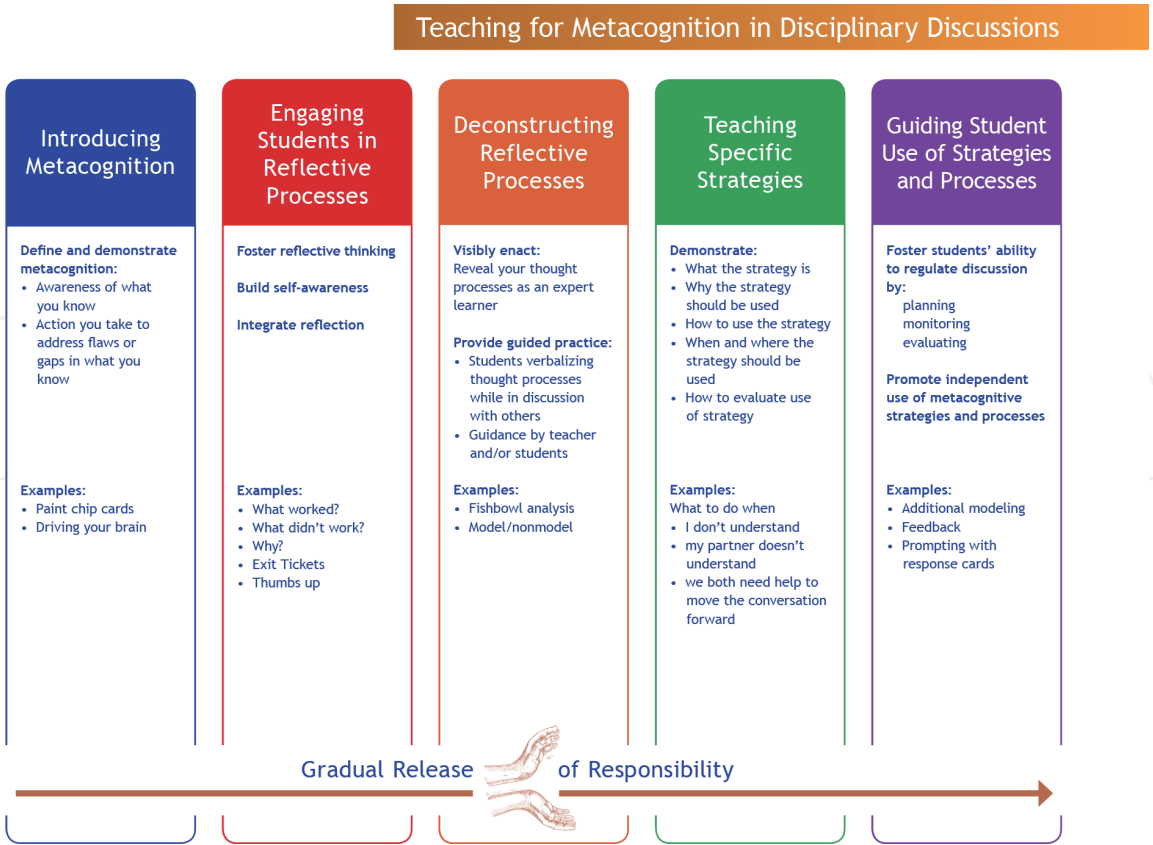 Teaching for Metacognition in Disciplinary Discussions
Introducing
Metacognition
Define and demonstrate
metacognition:
• Awareness of what
you know
• Action you take to
address flaws or
gaps in what you
know
Examples:
• Paint chip cards
• Driving your brain
Engaging
Students in
Reflective
Processes
Foster reflective thinking
Build self-awareness
Integrate reflection
Examples:
• What worked?
• What didn’t work?
• Why?
• Exit Tickets
• Thumbs up
Deconstructing
Reflective
Processes
Visibly enact:
Reveal your thought
processes as an expert
learner
Provide guided practice:
• Students verbalizing
thought processes
while in discussion
with others
• Guidance by teacher
and/or students
Examples:
• Fishbowl analysis
• Model/nonmodel
Teaching
Specific
Strategies
Demonstrate:
• What the strategy is
• Why the strategy
should be used
• How to use the strategy
• When and where the
strategy should be
used
• How to evaluate use
of strategy
Examples:
What to do when
• I don’t understand
• my partner doesn’t
understand
• we both need help to
move the conversation
forward
Guiding Student
Use of Strategies
and Processes
Foster students’ ability
to regulate discussion
by:
planning
monitoring
evaluating
Promote independent
use of metacognitive
strategies and processes
Examples:
• Additional modeling
• Feedback
• Prompting with
response cards
Gradual Release of Responsibility